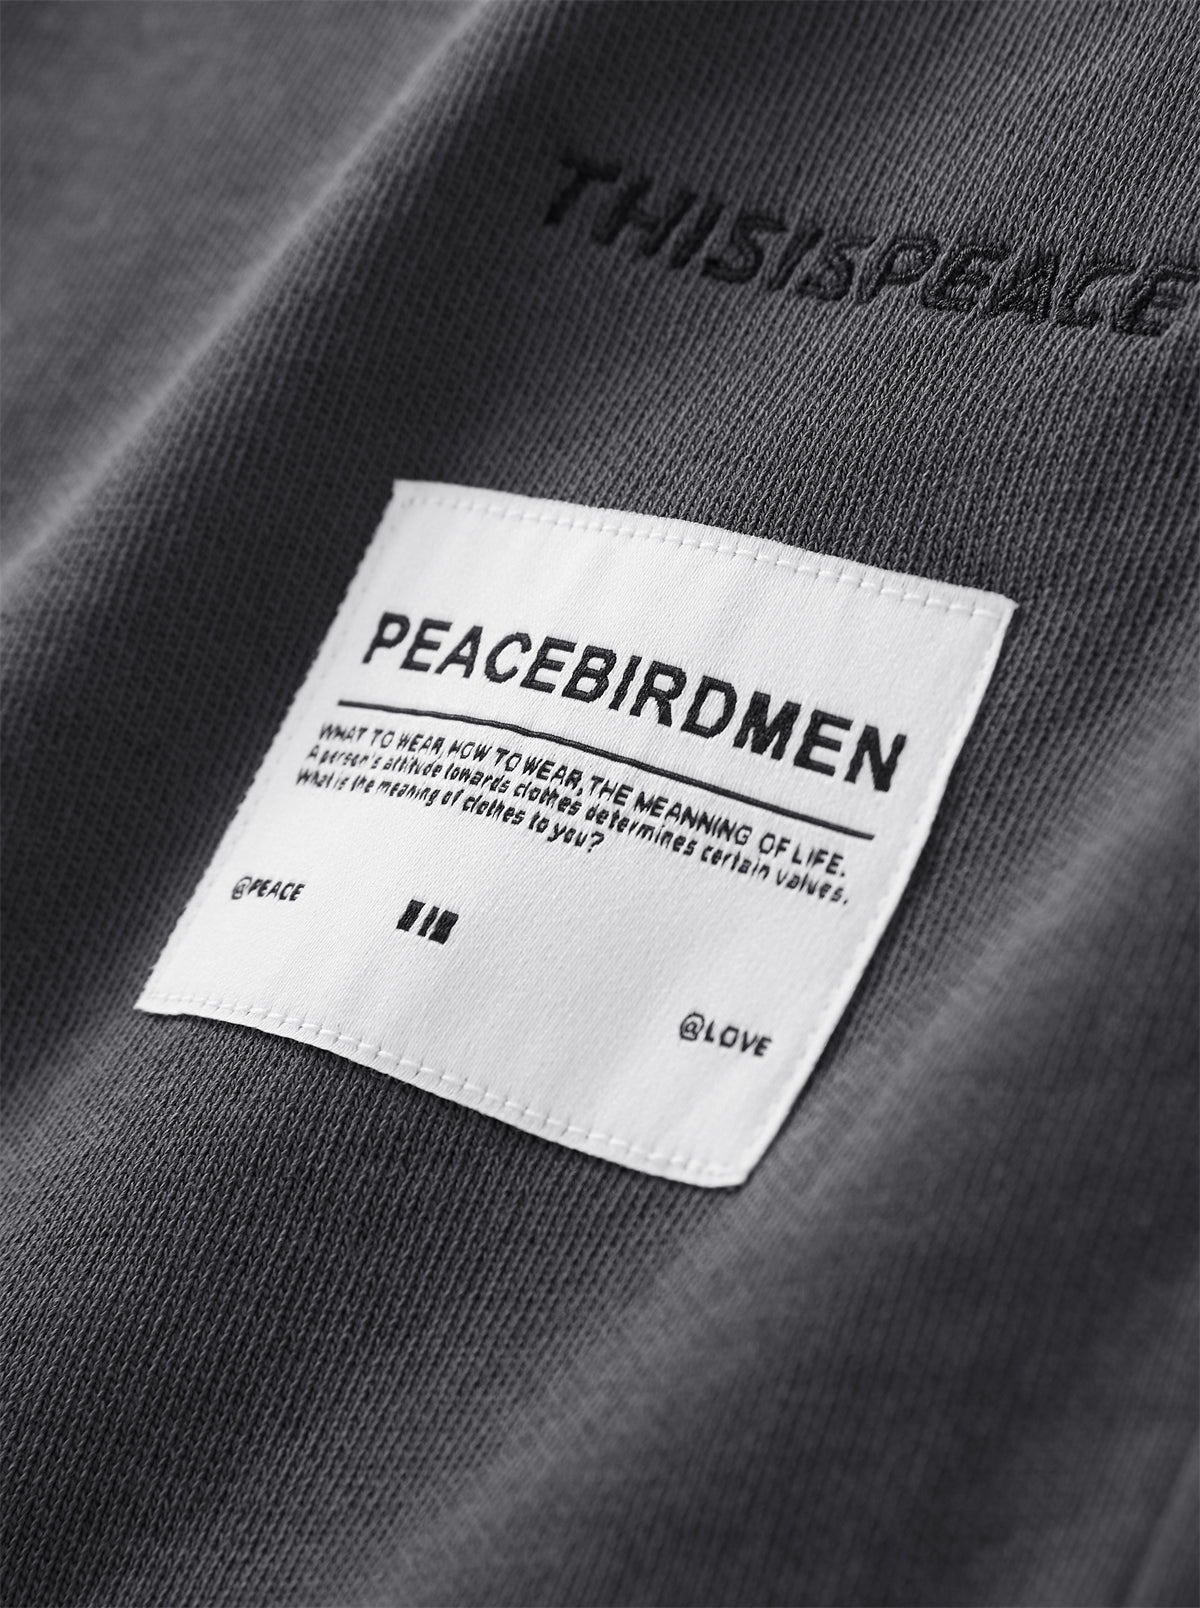 THISISPEACE
PEACEBIRDMEN
WHAT TO WEAR, HOW TO WEAR, THE MEANNING OF LIFE.
A person's attitude towards clothes determines certain values.
What is the meaning of clothes to you?
@PEACE
@LOVE